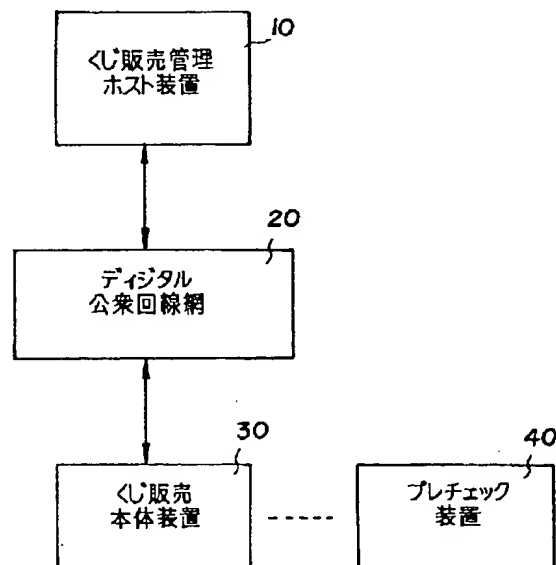 10
くじ販売管理
ホスト装置
20
ディジタル
公衆回線網
30
くじ販売
本体装置
40
プレチェック
装置